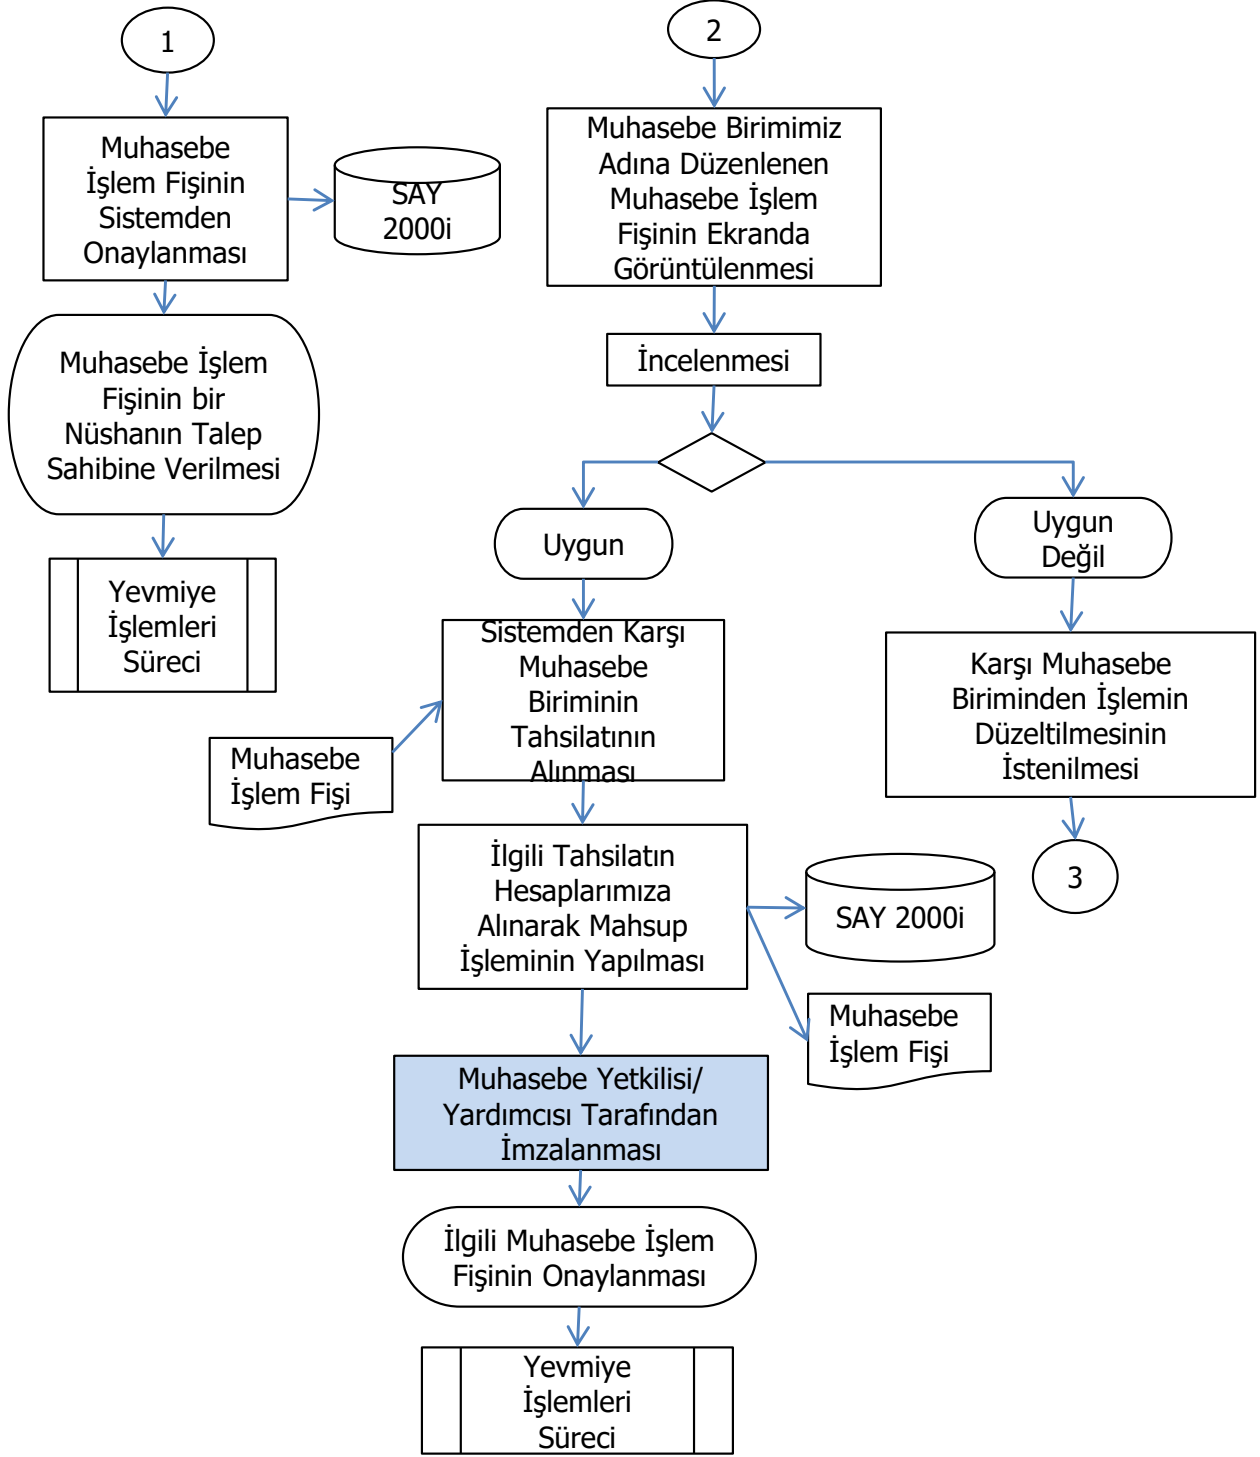 1
Muhasebe
İşlem Fişinin
Sistemden
Onaylanması
SAY
2000i
Muhasebe İşlem
Fişinin bir
Nüshanın Talep
Sahibine Verilmesi
Yevmiye
İşlemleri
Süreci
2
Muhasebe Birimimiz
Adına Düzenlenen
Muhasebe İşlem
Fişinin Ekranda
Görüntülenmesi
İncelenmesi
Uygun
Uygun
Değil
Sistemden Karşı
Muhasebe
Biriminin
Tahsilatının
Alınması
Muhasebe
İşlem Fişi
Karşı Muhasebe
Biriminden İşlemin
Düzeltilmesinin
İstenilmesi
3
İlgili Tahsilatın
Hesaplarımıza
Alınarak Mahsup
İşleminin Yapılması
SAY 2000i
Muhasebe
İşlem Fişi
Muhasebe Yetkilisi/
Yardımcısı Tarafından
İmzalanması
İlgili Muhasebe İşlem
Fişinin Onaylanması
Yevmiye
İşlemleri
Süreci